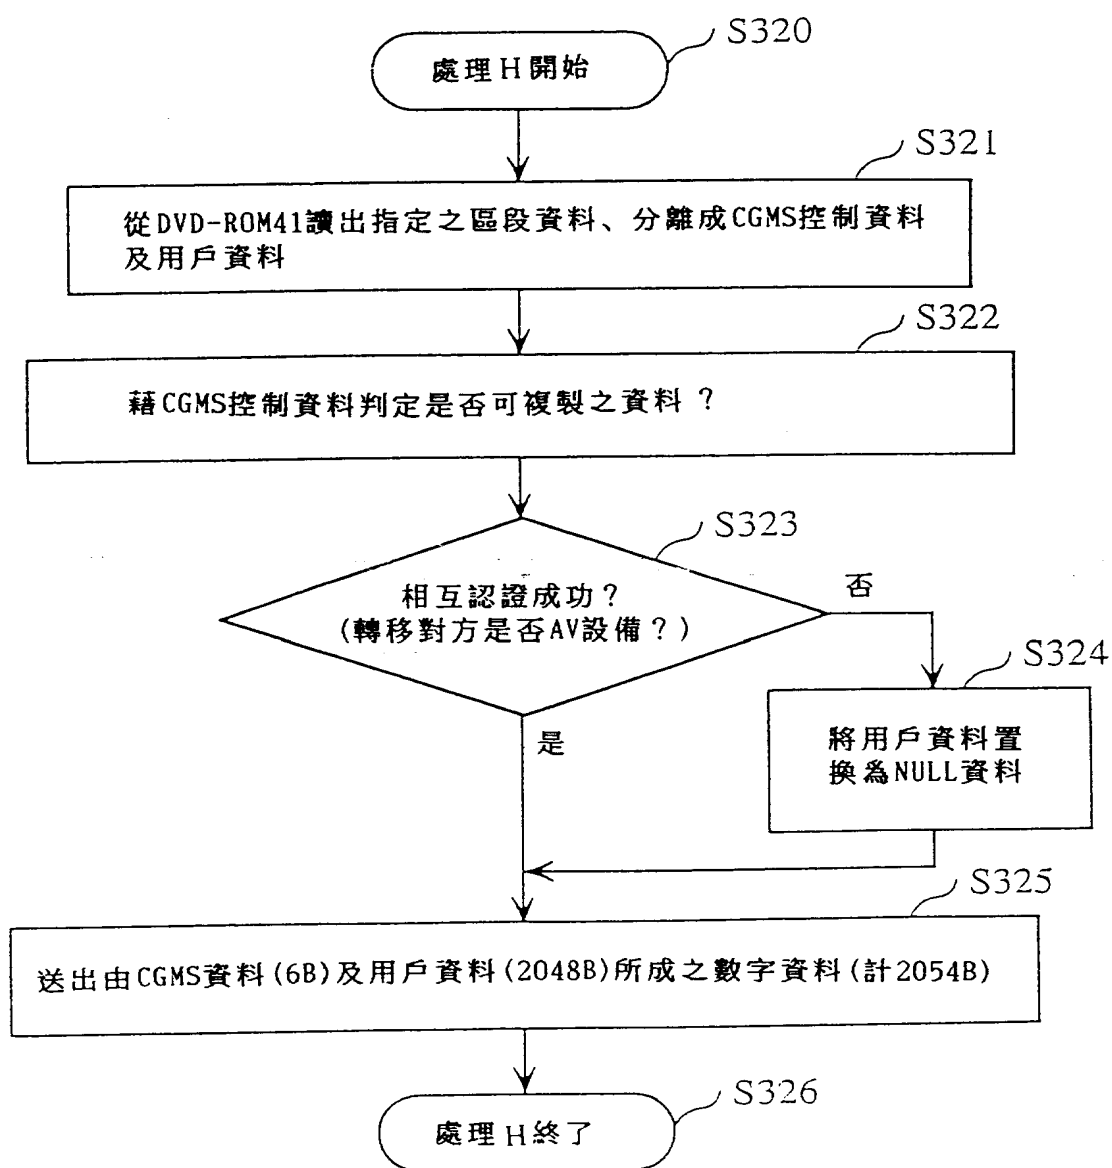 S320
處理H開始
S321
從DVD-ROM41讀出指定之區段資料、分離成CGMS控制資料
及用戶資料
S322
藉CGMS控制資料判定是否可複製之資料？
S323
相互認證成功？
(轉移對方是否AV設備？)
否
S324
將用戶資料置
換為NULL資料
是
S325
送出由CGMS資料(6B)及用戶資料(2048B)所成之數字資料(計2054B)
S326
處理H終了